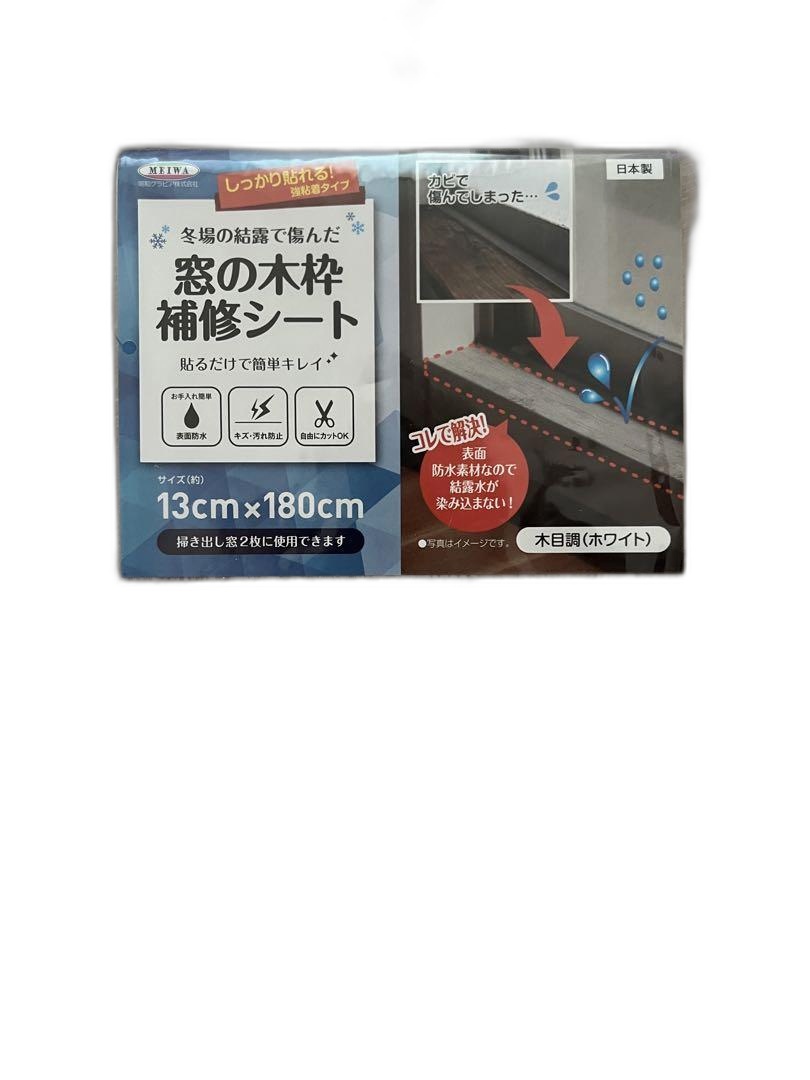 MEIWA
明和グラビア株式会社
しっかり貼れる!
強粘着タイプ
冬場の結露で傷んだ
窓の木枠
補修シート
貼るだけで簡単キレイ
お手入れ簡単
表面防水
キズ・汚れ防止
自由にカットOK
サイズ(約)
13cm×180cm
掃き出し窓2枚に使用できます
カビで
傷んでしまった…
日本製
コレで解決!
表面
防水素材なので
結露水が
染み込まない!
●写真はイメージです。
木目調(ホワイト)